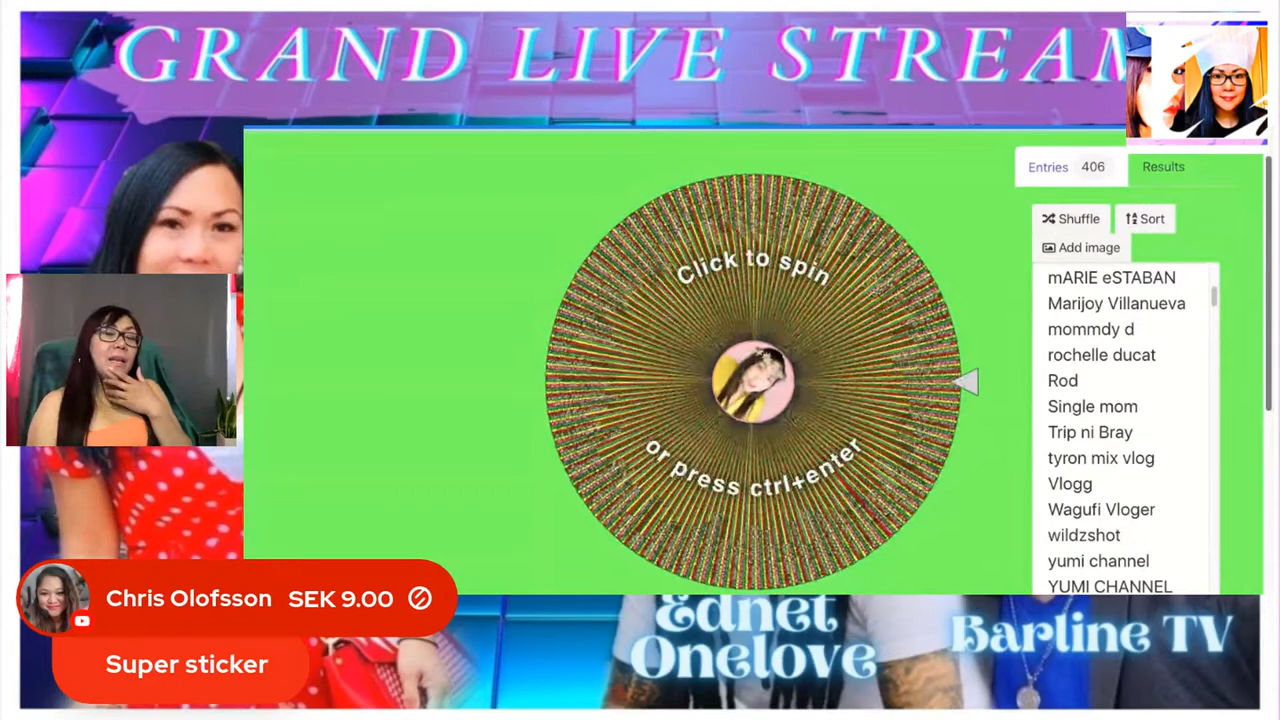 GRAND LIVE STREAM
Entries 406
Results
Shuffle
Sort
Add image
Click to spin
or press ctrl+enter
mARIE eSTABAN
Marijoy Villanueva
mommdy d
rochelle ducat
Rod
Single mom
Trip ni Bray
tyron mix vlog
Vlogg
Wagufi Vloger
wildzshot
yumi channel
YUMI CHANNEL
Chris Olofsson SEK 9.00
Super sticker
Ednet
Onelove
Barline TV